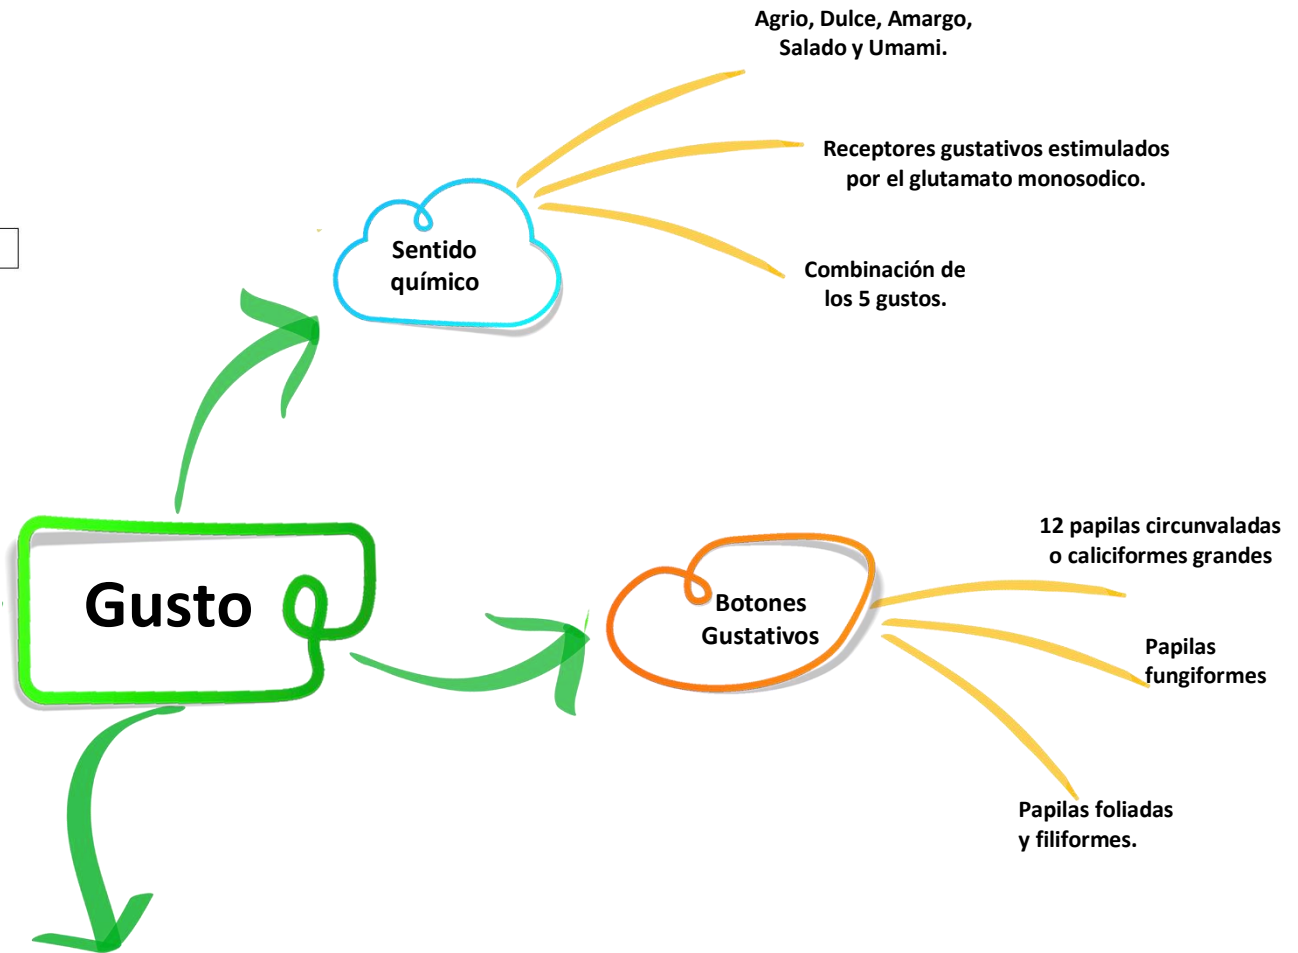 Agrio, Dulce, Amargo,
Salado y Umami.
Receptores gustativos estimulados
por el glutamato monosodico.
Sentido
químico
Combinación de
los 5 gustos.
Gusto
Botones
Gustativos
12 papilas circunvaladas
o caliciformes grandes
Papilas
fungiformes
Papilas foliadas
y filiformes.